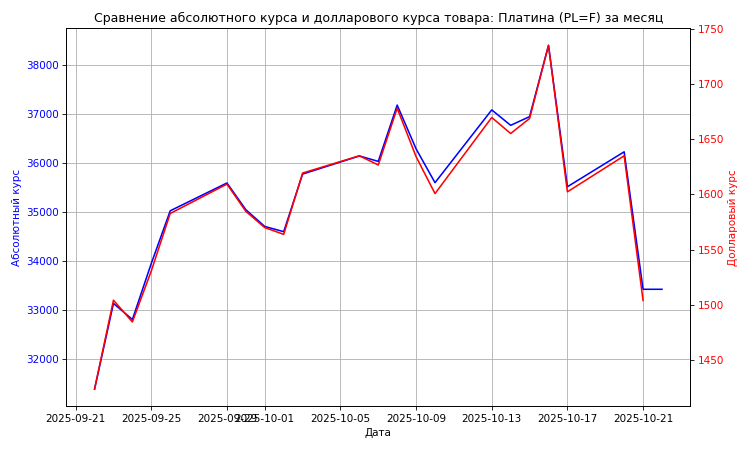 Сравнение абсолютного курса и долларового курса товара: Платина (PL=F) за месяц
Абсолютный курс
38000
37000
36000
35000
34000
33000
32000
1750
1700
1650
1600
1550
1500
1450
Долларовый курс
2025-09-21 2025-09-25 2025-09-29 2025-10-01 2025-10-05 2025-10-09 2025-10-13 2025-10-17 2025-10-21
Дата